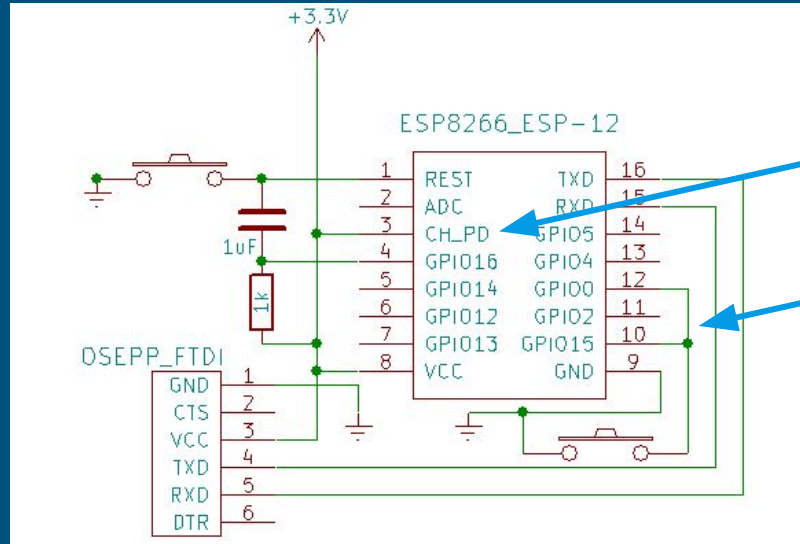 +3.3V
ESP8266_ESP-12
1 REST TXD 16
2 ADC RXD 15
3 CH_PD GPIO5 14
4 GPIO16 GPIO4 13
5 GPIO14 GPIO0 12
6 GPIO12 GPIO2 11
7 GPIO13 GPIO15 10
8 VCC GND 9
1uF
1k
OSEPP_FTDI
GND 1
CTS 2
VCC 3
TXD 4
RXD 5
DTR 6